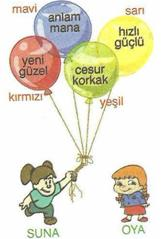 mavi
sarı
anlam
mana
hızlı
güçlü
yeni
güzel
cesur
korkak
kırmızı
yeşil
SUNA
OYA